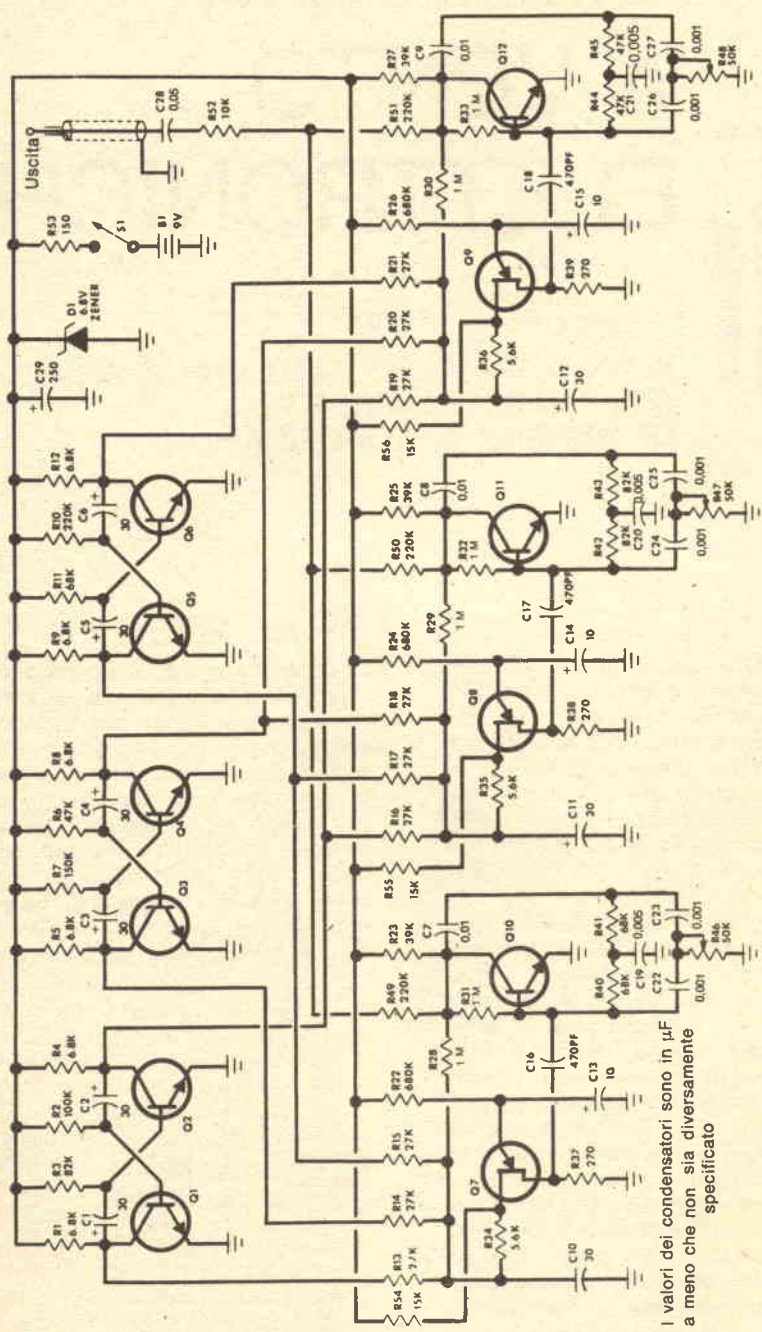 R1
6.8K
C1
30
R3
82K
R2
100K
C2
30
R4
6.8K
Q1
Q2
R5
6.8K
C3
30
R7
150K
R6
47K
C4
30
R8
6.8K
Q3
Q4
R9
6.8K
C5
30
R11
68K
R10
220K
C6
30
R12
6.8K
Q5
Q6
C29
250
D1
6.8V
ZENER
R53
150
S1
B1
9V
Uscita
C28
0,05
R52
10K
R54
15K
R13
27K
R14
27K
R15
27K
R22
680K
R28
1 M
R49
220K
R23
39K
C7
0,01
R31
1 M
Q10
Q7
R34
5.6K
C10
30
R37
270
C13
10
C16
470PF
R40
68K
R41
68K
C19
0,005
C22
0,001
C23
0,001
R46
50K
R55
15K
R16
27K
R17
27K
R18
27K
R24
680K
R29
1 M
R50
220K
R25
39K
C8
0,01
R32
1 M
Q11
Q8
R35
5.6K
C11
30
R38
270
C14
10
C17
470PF
R42
82K
R43
82K
C20
0,005
C24
0,001
C25
0,001
R47
50K
R56
15K
R19
27K
R20
27K
R21
27K
R26
680K
R30
1 M
R51
220K
R27
39K
C9
0,01
R33
1 M
Q12
Q9
R36
5.6K
C12
30
R39
270
C15
10
C18
470PF
R44
47K
R45
47K
C21
0,005
C26
0,001
C27
0,001
R48
50K
I valori dei condensatori sono in µF
a meno che non sia diversamente
specificato